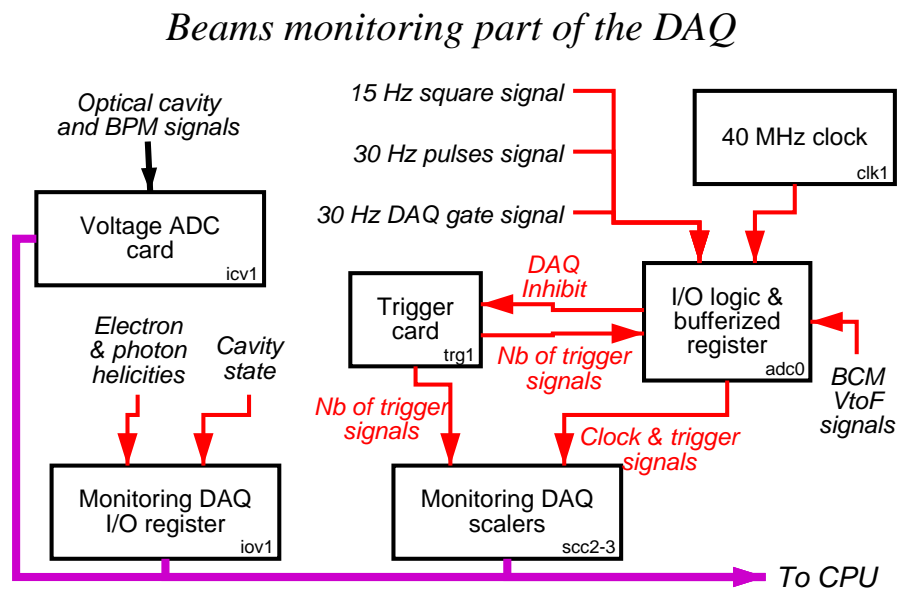 Beams monitoring part of the DAQ
Optical cavity
and BPM signals
15 Hz square signal
30 Hz pulses signal
30 Hz DAQ gate signal
40 MHz clock
clk1
Voltage ADC
card
icv1
DAQ
Inhibit
Trigger
card
trg1
I/O logic &
bufferized
register
adc0
Nb of trigger
signals
Electron
& photon
helicities
Cavity
state
BCM
VtoF
signals
Nb of trigger
signals
Clock & trigger
signals
Monitoring DAQ
I/O register
iov1
Monitoring DAQ
scalers
scc2-3
To CPU